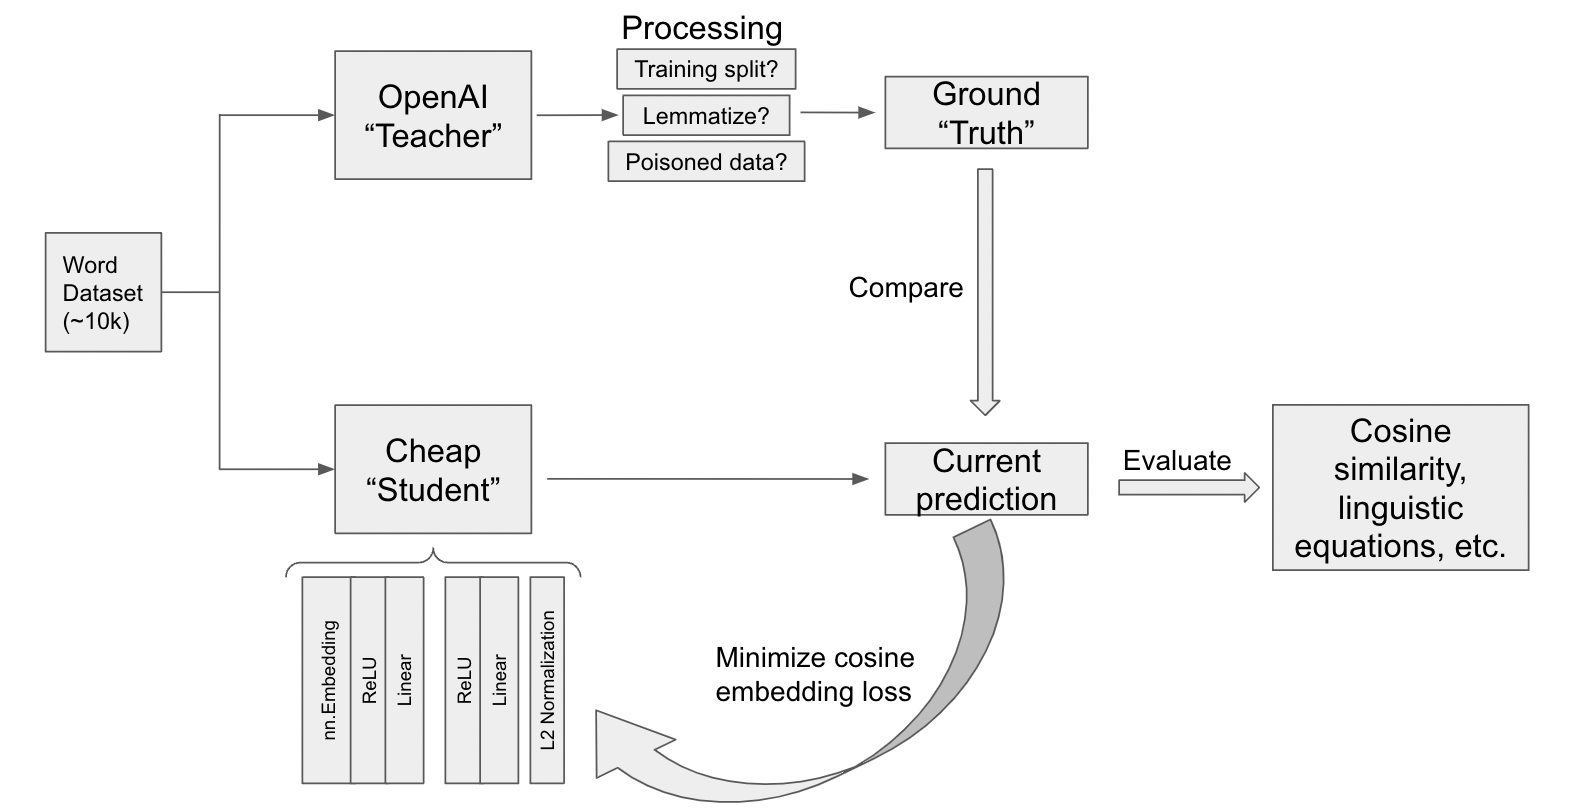 Processing
Training split?
Lemmatize?
Poisoned data?
OpenAI
“Teacher”
Ground
“Truth”
Word
Dataset
(~10k)
Compare
Cheap
“Student”
Current
prediction
Evaluate
Cosine
similarity,
linguistic
equations, etc.
nn.Embedding
ReLU
Linear
ReLU
Linear
L2 Normalization
Minimize cosine
embedding loss